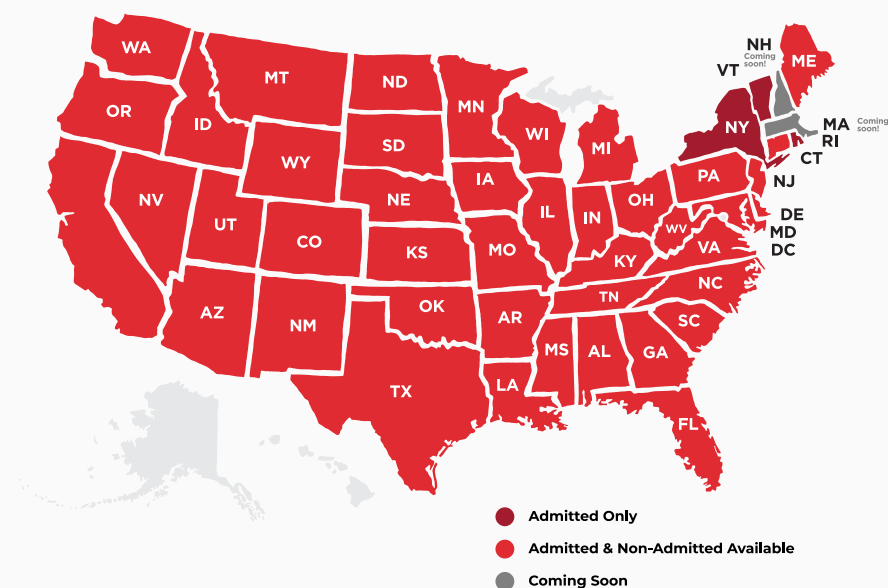 NH
Coming
soon!
VT
ME
WA
MT
ND
MN
OR
ID
SD
WI
MI
NY
MA
Coming
soon!
RI
CT
WY
IA
PA
NJ
NV
NE
OH
UT
IL
IN
DE
CO
WV
MD
KS
MO
KY
VA
DC
AZ
NM
OK
AR
TN
NC
SC
MS
AL
GA
TX
LA
FL
Admitted Only
Admitted & Non-Admitted Available
Coming Soon